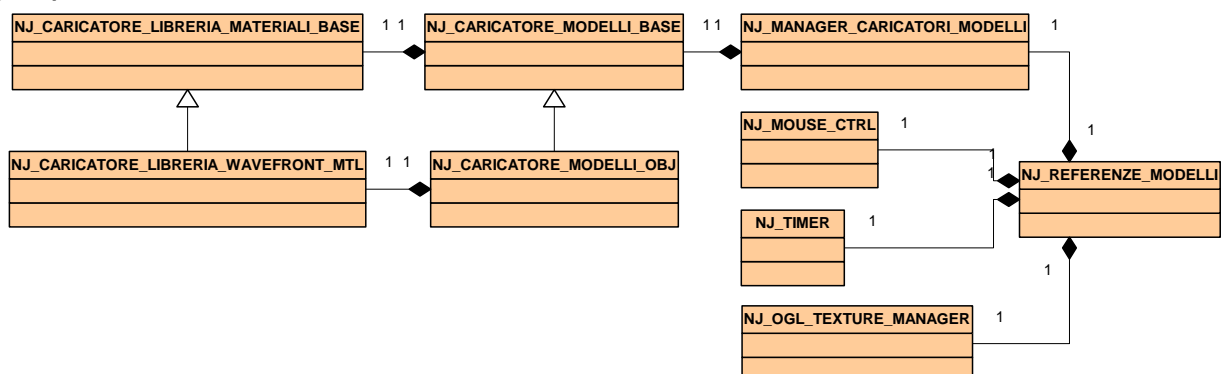 NJ_CARICATORE_LIBRERIA_MATERIALI_BASE
1 1
NJ_CARICATORE_MODELLI_BASE
1 1
NJ_MANAGER_CARICATORI_MODELLI
1
NJ_MOUSE_CTRL
1
1
NJ_CARICATORE_LIBRERIA_WAVEFRONT_MTL
1 1
NJ_CARICATORE_MODELLI_OBJ
1
1
NJ_REFERENZE_MODELLI
NJ_TIMER
1
1
NJ_OGL_TEXTURE_MANAGER
1